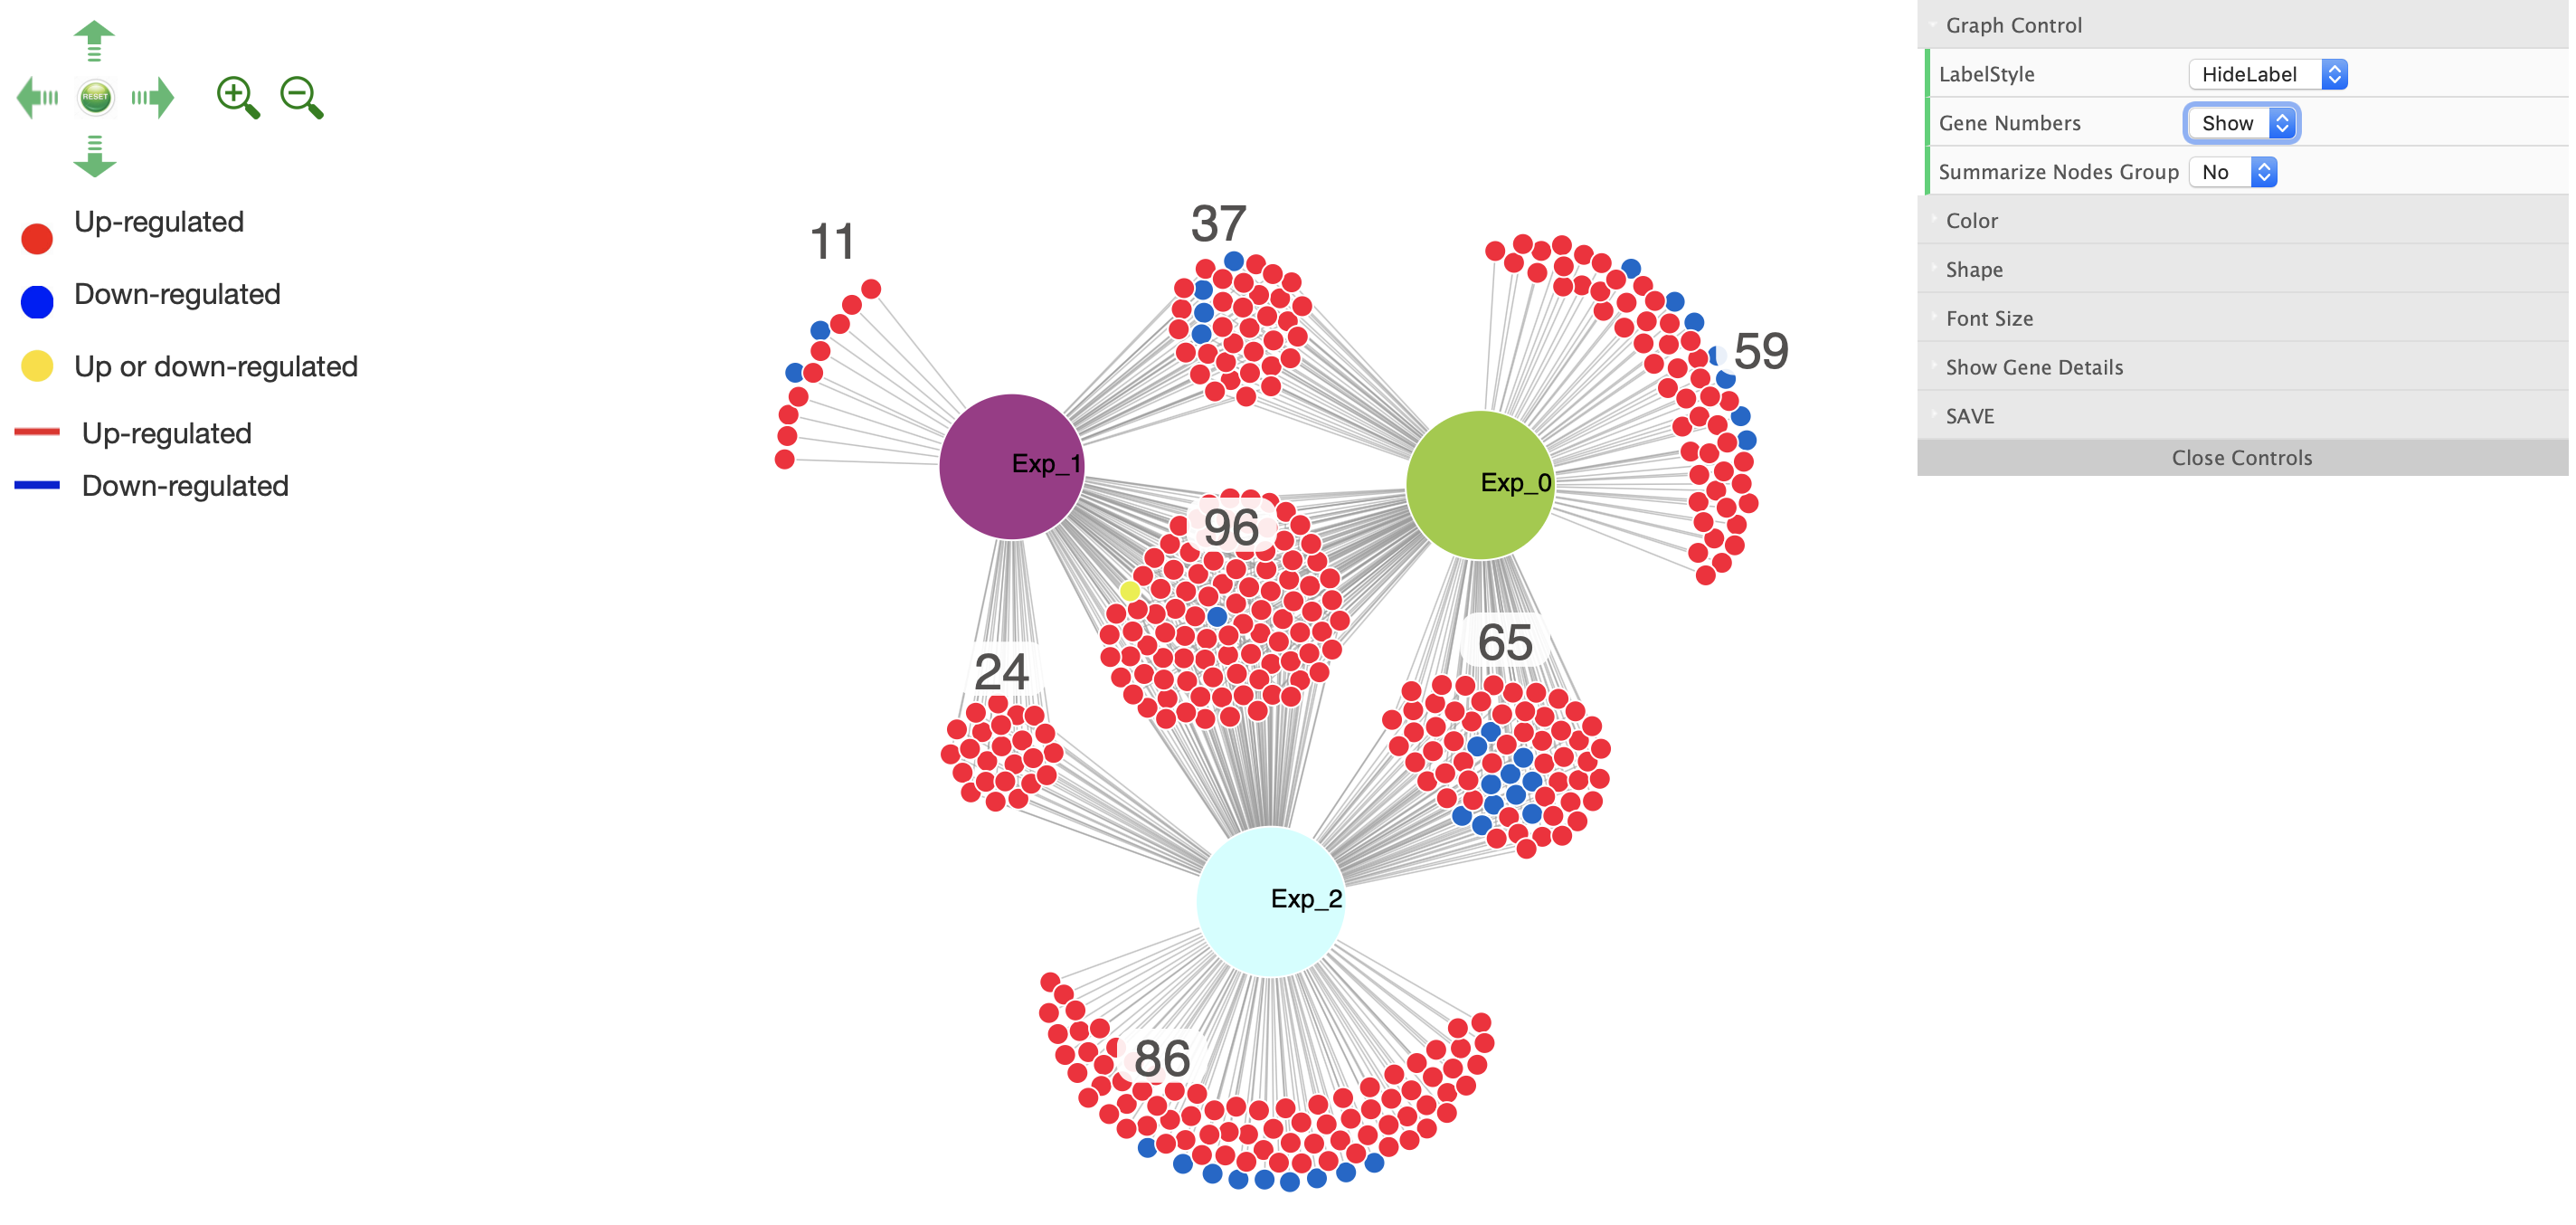 RESET
Up-regulated
Down-regulated
Up or down-regulated
Up-regulated
Down-regulated
11
37
59
Exp_1
Exp_0
96
24
65
Exp_2
86
Graph Control
LabelStyle HideLabel
Gene Numbers Show
Summarize Nodes Group No
Color
Shape
Font Size
Show Gene Details
SAVE
Close Controls